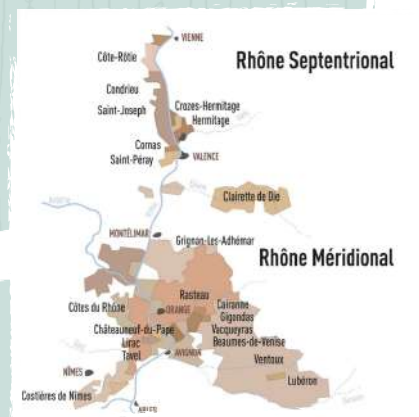 VIENNE
Côte-Rôtie
Rhône Septentrional
Condrieu
Saint-Joseph
Crozes-Hermitage
Hermitage
Cornas
Saint-Péray
VALENCE
Clairette de Die
MONTÉLIMAR
Grignan-Les-Adhémar
Rhône Méridional
Rasteau
Côtes du Rhône
ORANGE
Cairanne
Gigondas
Châteauneuf-du-Pape
Vacqueyras
Lirac
Beaumes-de-Venise
Tavel
AVIGNON
Ventoux
NÎMES
Lubéron
Costières de Nîmes
ARLES